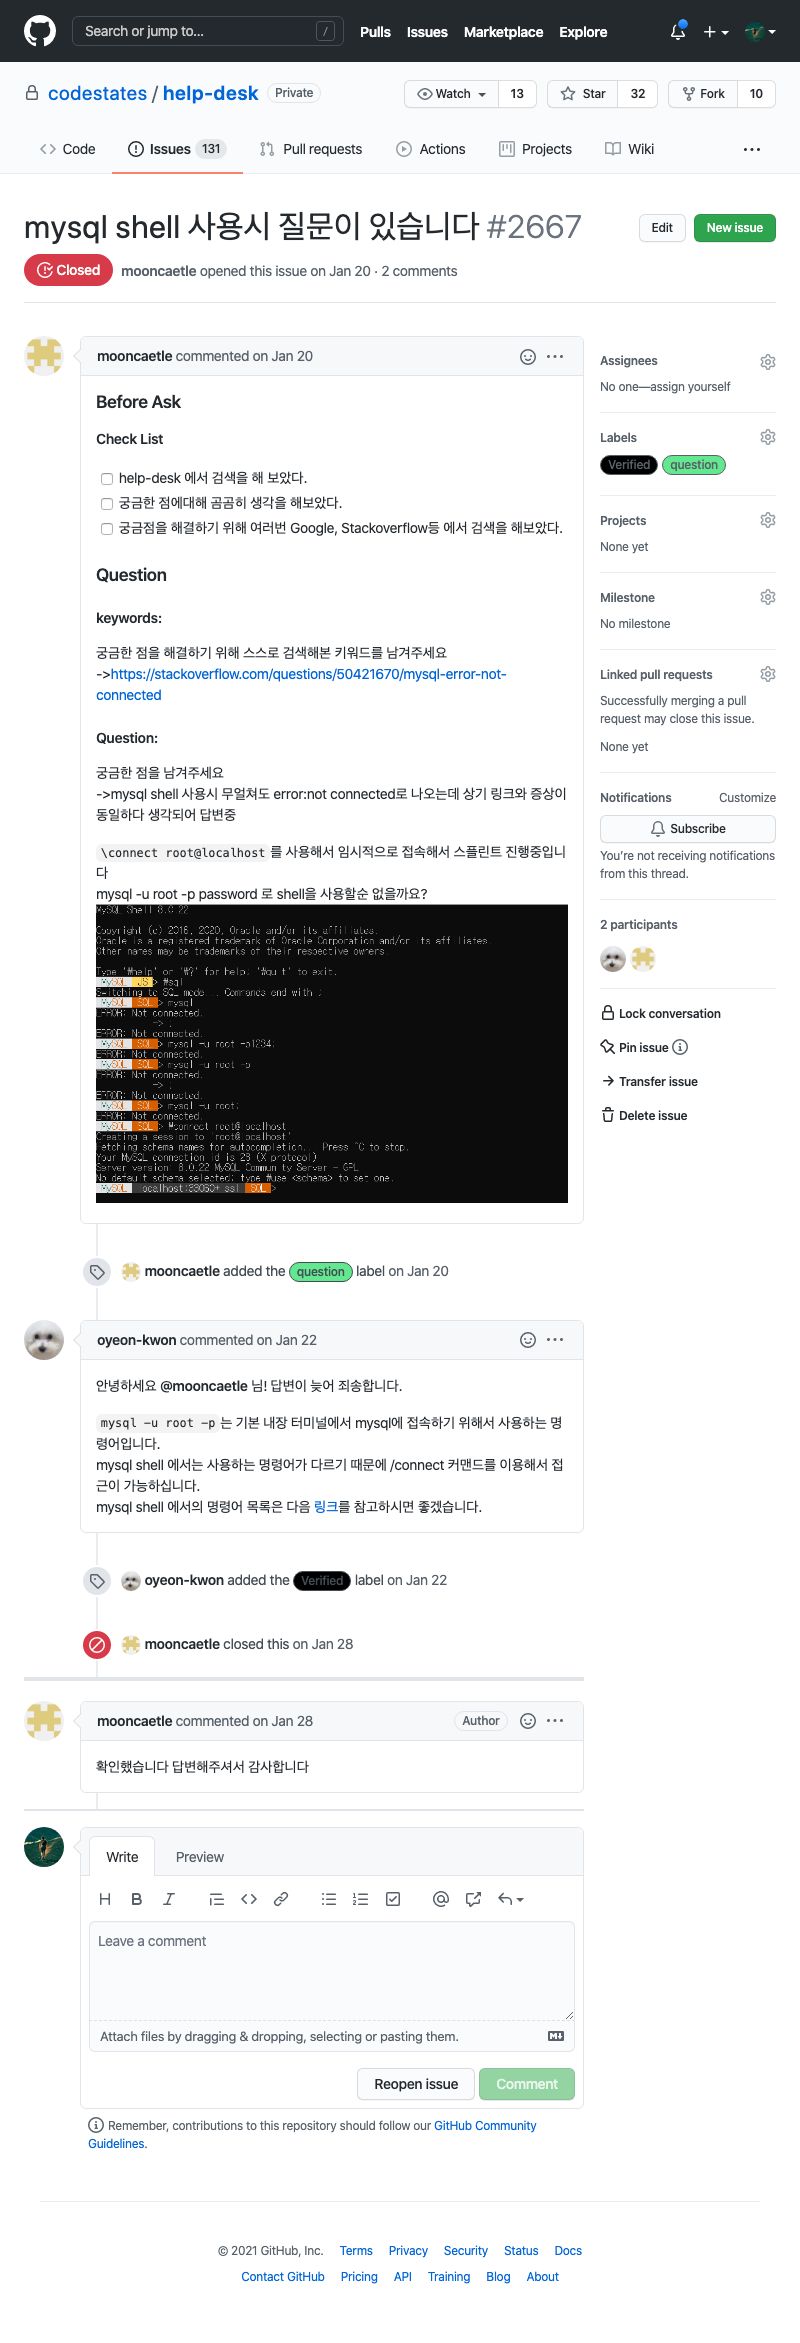 Search or jump to... /
Pulls Issues Marketplace Explore
codestates / help-desk Private
Watch 13 Star 32 Fork 10
Code Issues 131 Pull requests Actions Projects Wiki
mysql shell 사용시 질문이 있습니다 #2667
Edit New issue
Closed mooncaetle opened this issue on Jan 20 · 2 comments
mooncaetle commented on Jan 20
Before Ask
Check List
help-desk 에서 검색을 해 보았다.
궁금한 점에대해 곰곰히 생각을 해보았다.
궁금점을 해결하기 위해 여러번 Google, Stackoverflow등 에서 검색을 해보았다.
Question
keywords:
궁금한 점을 해결하기 위해 스스로 검색해본 키워드를 남겨주세요
->https://stackoverflow.com/questions/50421670/mysql-error-not-
connected
Question:
궁금한 점을 남겨주세요
->mysql shell 사용시 무얼쳐도 error:not connected로 나오는데 상기 링크와 증상이
동일하다 생각되어 답변중
\connect root@localhost 를 사용해서 임시적으로 접속해서 스플린트 진행중입니
다
mysql -u root -p password 로 shell을 사용할순 없을까요?
MySQL Shell 8.0.22
Copyright (c) 2016, 2020, Oracle and/or its affiliates.
Oracle is a registered trademark of Oracle Corporation and/or its affiliates.
Other names may be trademarks of their respective owners.
Type '#help' or '#?' for help; '#quit' to exit.
MySQL JS > #sql
Switching to SQL mode... Commands end with ;
MySQL SQL > mysql
ERROR: Not connected.
-> ;
ERROR: Not connected.
MySQL SQL > mysql -u root -p1234;
ERROR: Not connected.
MySQL SQL > mysql -u root -p
ERROR: Not connected.
-> ;
ERROR: Not connected.
MySQL SQL > mysql -u root;
ERROR: Not connected.
MySQL SQL > #connect root@localhost
Creating a session to 'root@localhost'
Fetching schema names for autocompletion... Press ^C to stop.
Your MySQL connection id is 28 (X protocol)
Server version: 8.0.22 MySQL Community Server - GPL
No default schema selected; type #use <schema> to set one.
MySQL localhost:33060+ ssl SQL >
mooncaetle added the question label on Jan 20
oyeon-kwon commented on Jan 22
안녕하세요 @mooncaetle 님! 답변이 늦어 죄송합니다.
mysql -u root -p 는 기본 내장 터미널에서 mysql에 접속하기 위해서 사용하는 명
령어입니다.
mysql shell 에서는 사용하는 명령어가 다르기 때문에 /connect 커맨드를 이용해서 접
근이 가능하십니다.
mysql shell 에서의 명령어 목록은 다음 링크를 참고하시면 좋겠습니다.
oyeon-kwon added the Verified label on Jan 22
mooncaetle closed this on Jan 28
mooncaetle commented on Jan 28 Author
확인했습니다 답변해주셔서 감사합니다
Write Preview
Leave a comment
Attach files by dragging & dropping, selecting or pasting them.
Reopen issue Comment
Remember, contributions to this repository should follow our GitHub Community
Guidelines.
Assignees
No one—assign yourself
Labels
Verified question
Projects
None yet
Milestone
No milestone
Linked pull requests
Successfully merging a pull
request may close this issue.
None yet
Notifications Customize
Subscribe
You're not receiving notifications
from this thread.
2 participants
Lock conversation
Pin issue
Transfer issue
Delete issue
© 2021 GitHub, Inc. Terms Privacy Security Status Docs
Contact GitHub Pricing API Training Blog About